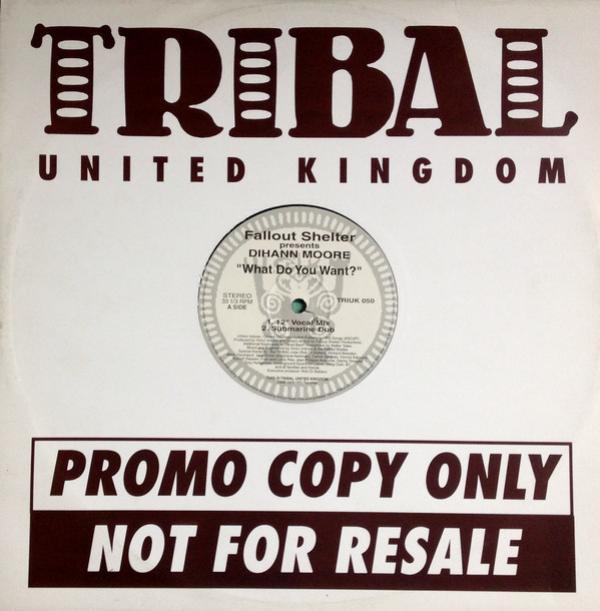 TRIBAL
UNITED KINGDOM
Fallout Shelter
presents
DIHANN MOORE
"What Do You Want?"
STEREO
33 1/3 RPM
A SIDE
TRIUK 050
1. 12" Vocal Mix
2. Submarine Dub
PROMO COPY ONLY
NOT FOR RESALE